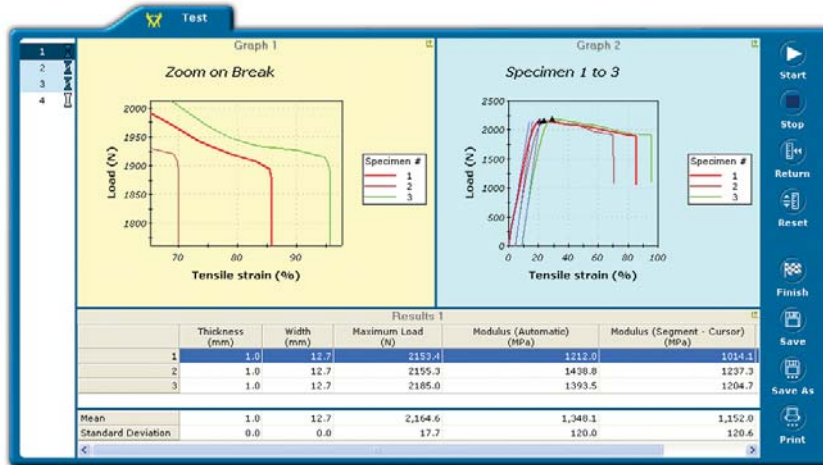 Test
1
2
3
4
Graph 1
Zoom on Break
Load (N)
2000
1950
1900
1850
1800
70 80 90
Tensile strain (%)
Specimen #
1
2
3
Graph 2
Specimen 1 to 3
Load (N)
2500
2000
1500
1000
500
0
0 20 40 60 80 100
Tensile strain (%)
Specimen #
1
2
3
Start
Stop
Return
Reset
Finish
Save
Save As
Print
Results 1
Thickness (mm) Width (mm) Maximum Load (N) Modulus (Automatic) (MPa) Modulus (Segment - Cursor) (MPa)
1 1.0 12.7 2153.4 1212.0 1014.1
2 1.0 12.7 2155.3 1438.8 1237.3
3 1.0 12.7 2185.0 1393.5 1204.7
Mean 1.0 12.7 2,164.6 1,348.1 1,152.0
Standard Deviation 0.0 0.0 17.7 120.0 120.6